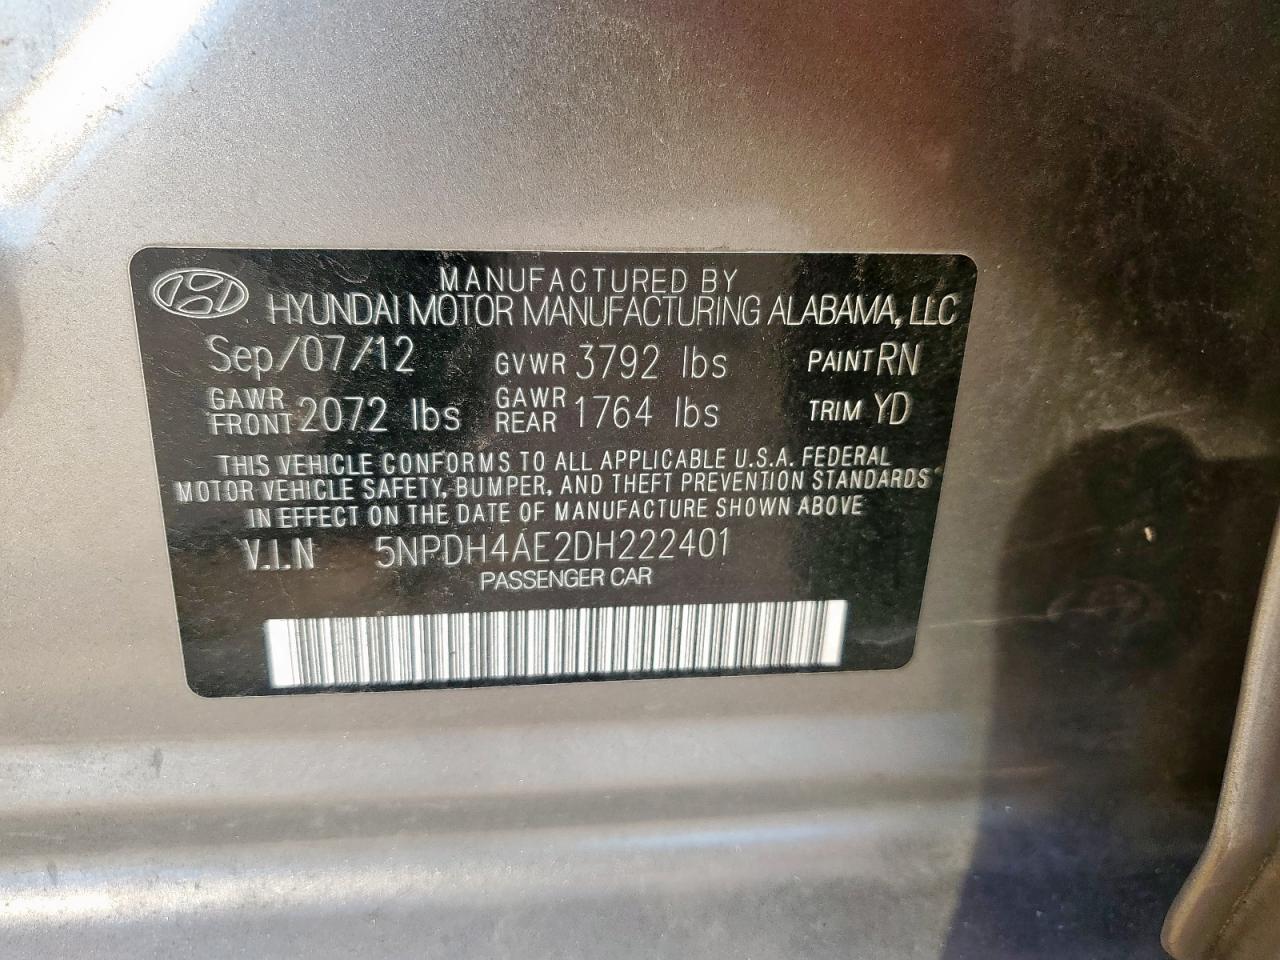 MANUFACTURED BY
HYUNDAI MOTOR MANUFACTURING ALABAMA, LLC
Sep/07/12 GVWR 3792 lbs PAINT RN
GAWR FRONT 2072 lbs GAWR REAR 1764 lbs TRIM YD
THIS VEHICLE CONFORMS TO ALL APPLICABLE U.S.A. FEDERAL
MOTOR VEHICLE SAFETY, BUMPER, AND THEFT PREVENTION STANDARDS
IN EFFECT ON THE DATE OF MANUFACTURE SHOWN ABOVE
V.I.N 5NPDH4AE2DH222401
PASSENGER CAR